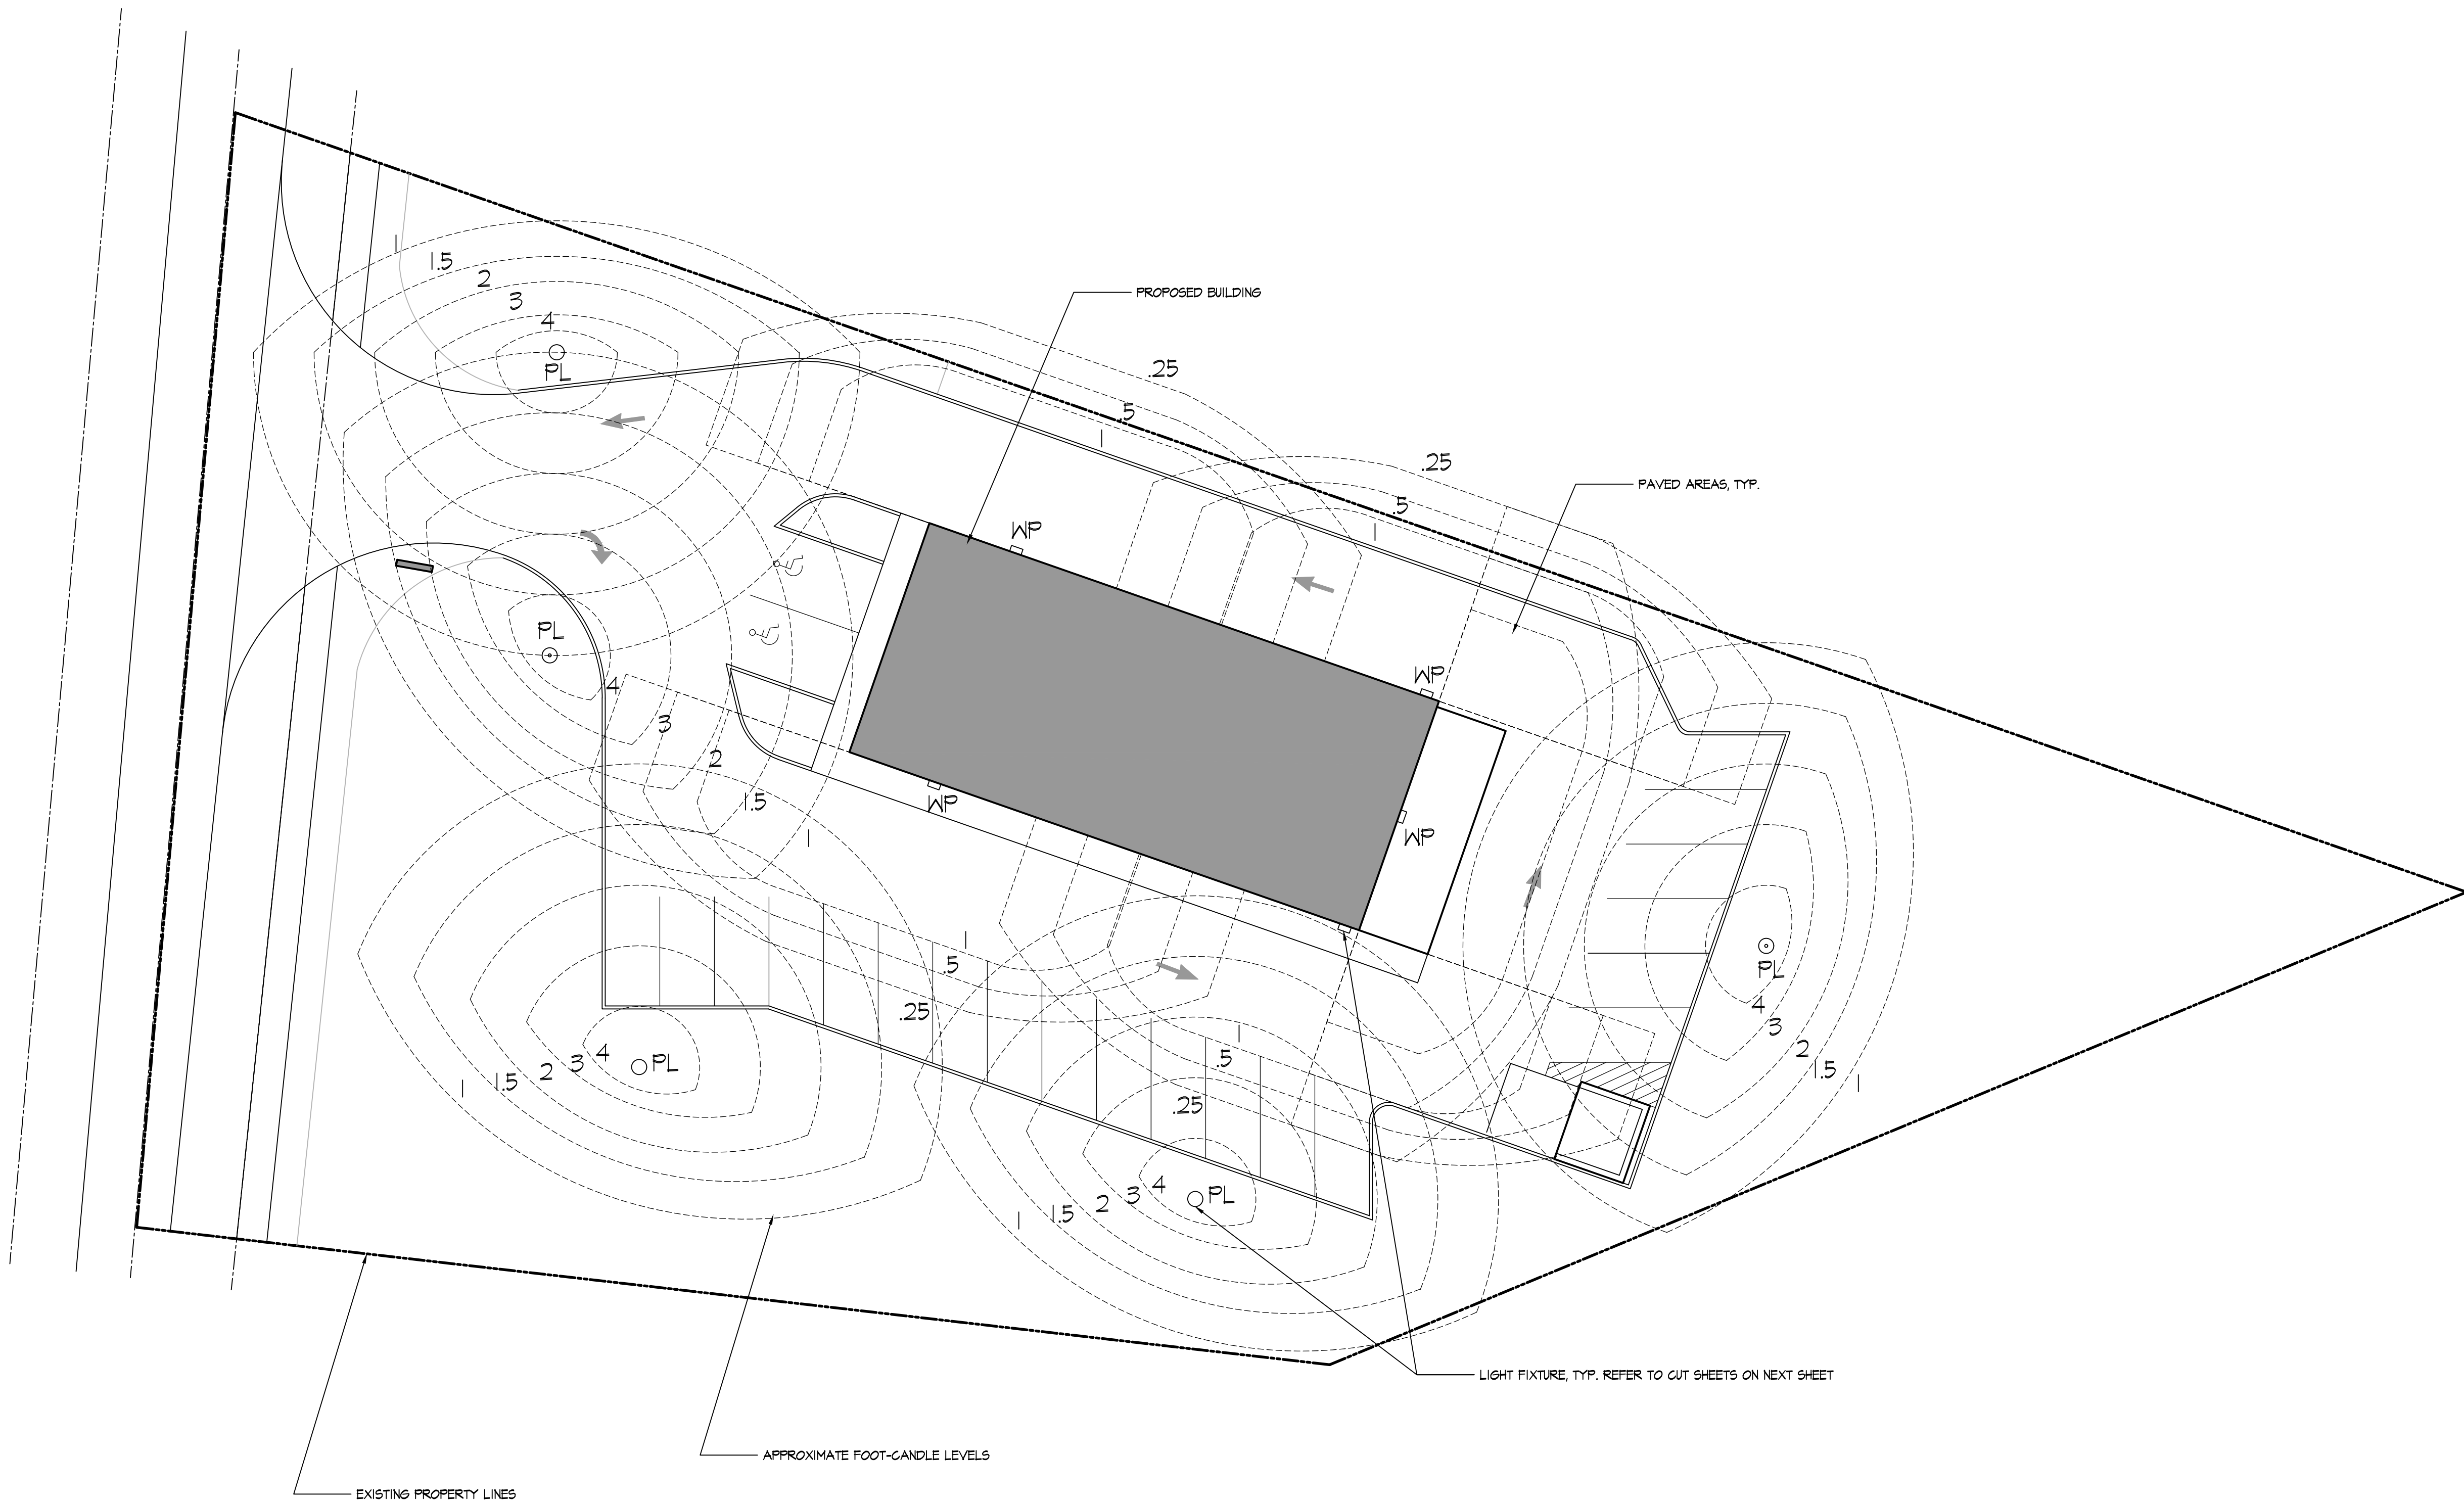 1
1.5
2
3
4
PL
PROPOSED BUILDING
.25
.5
1
.25
.5
1
PAVED AREAS, TYP.
WP
WP
PL
4
3
2
1.5
1
WP
WP
1
.5
.25
PL
4
3
2
1.5
1
1
.5
.25
1 1.5 2 3 4 PL
1 1.5 2 3 4 PL
LIGHT FIXTURE, TYP. REFER TO CUT SHEETS ON NEXT SHEET
APPROXIMATE FOOT-CANDLE LEVELS
EXISTING PROPERTY LINES